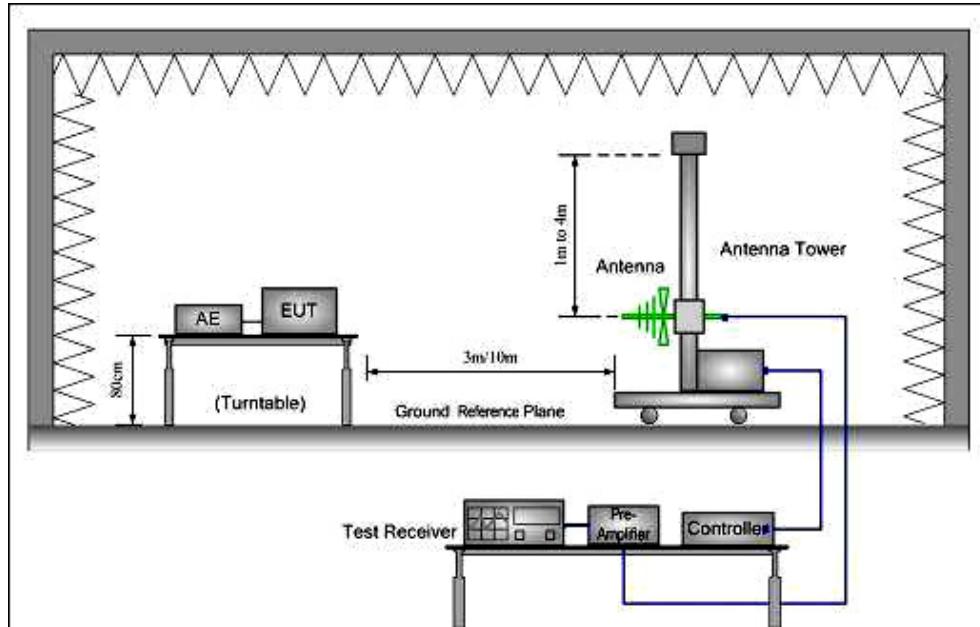 1m to 4m
Antenna
Antenna Tower
AE
EUT
80cm
3m/10m
(Turntable)
Ground Reference Plane
Test Receiver
Pre-
Amplifier
Controller